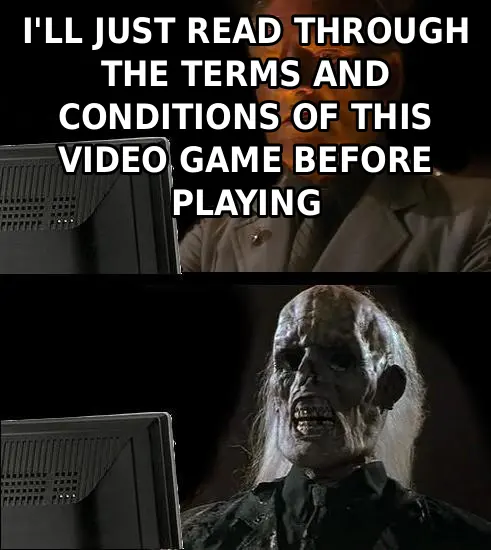 I'LL JUST READ THROUGH
THE TERMS AND
CONDITIONS OF THIS
VIDEO GAME BEFORE
PLAYING